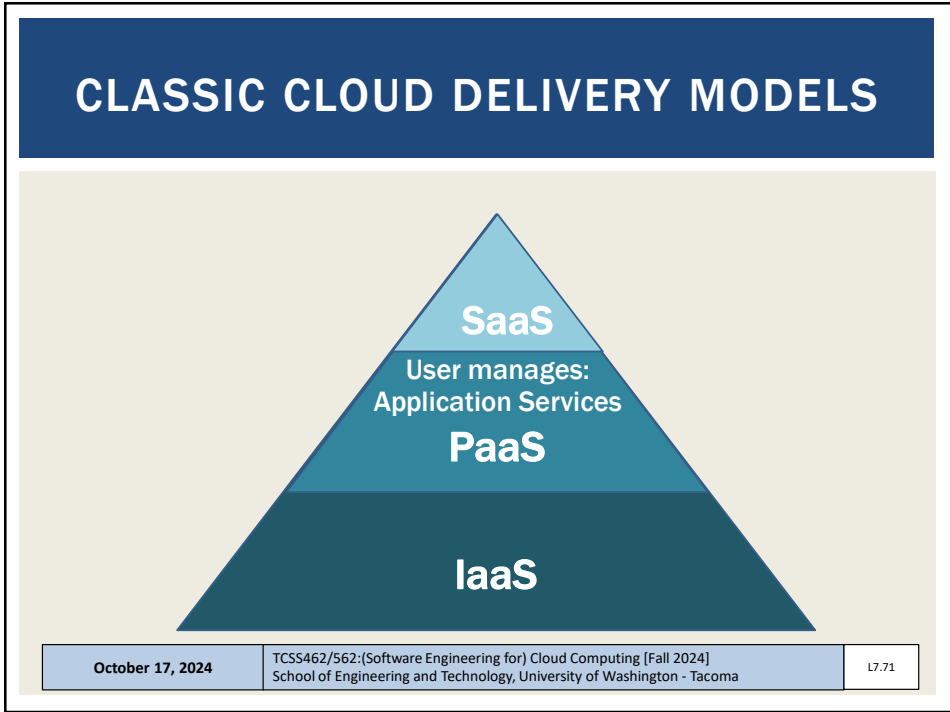 CLASSIC CLOUD DELIVERY MODELS
SaaS
User manages:
Application Services
PaaS
IaaS
October 17, 2024
TCSS462/562:(Software Engineering for) Cloud Computing [Fall 2024]
School of Engineering and Technology, University of Washington - Tacoma
L7.71